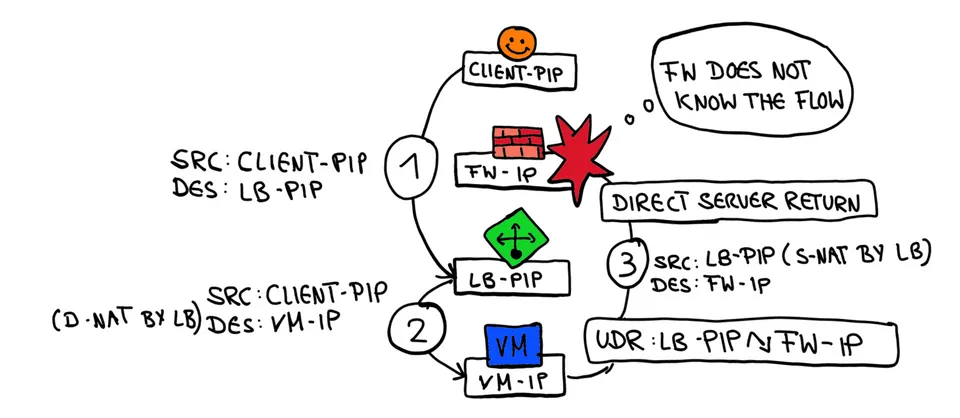 CLIENT-PIP
FW DOES NOT
KNOW THE FLOW
1
SRC: CLIENT-PIP
DES: LB-PIP
FW-IP
DIRECT SERVER RETURN
LB-PIP
3
SRC: LB-PIP (S-NAT BY LB)
DES: FW-IP
2
SRC: CLIENT-PIP
(D-NAT BY LB) DES: VM-IP
VM
VM-IP
UDR: LB-PIP ↝ FW-IP